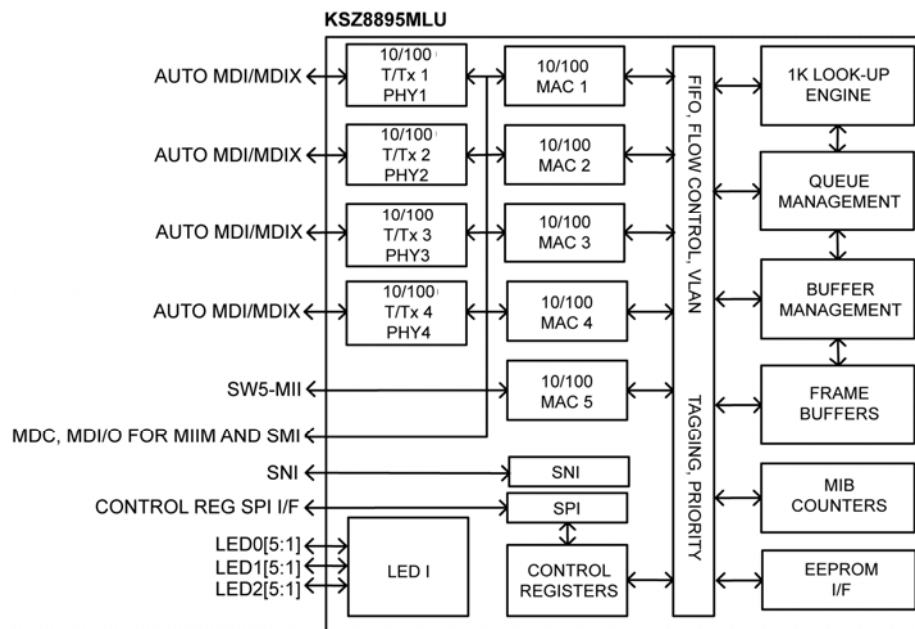 KSZ8895MLU
AUTO MDI/MDIX
10/100
T/Tx 1
PHY1
10/100
MAC 1
1K LOOK-UP
ENGINE
AUTO MDI/MDIX
10/100
T/Tx 2
PHY2
10/100
MAC 2
QUEUE
MANAGEMENT
AUTO MDI/MDIX
10/100
T/Tx 3
PHY3
10/100
MAC 3
BUFFER
MANAGEMENT
AUTO MDI/MDIX
10/100
T/Tx 4
PHY4
10/100
MAC 4
FIFO, FLOW CONTROL, VLAN TAGGING, PRIORITY
SW5-MII
10/100
MAC 5
FRAME
BUFFERS
MDC, MDI/O FOR MIIM AND SMI
SNI
SNI
MIB
COUNTERS
CONTROL REG SPI I/F
SPI
LED0[5:1]
LED1[5:1]
LED2[5:1]
LED I
CONTROL
REGISTERS
EEPROM
I/F